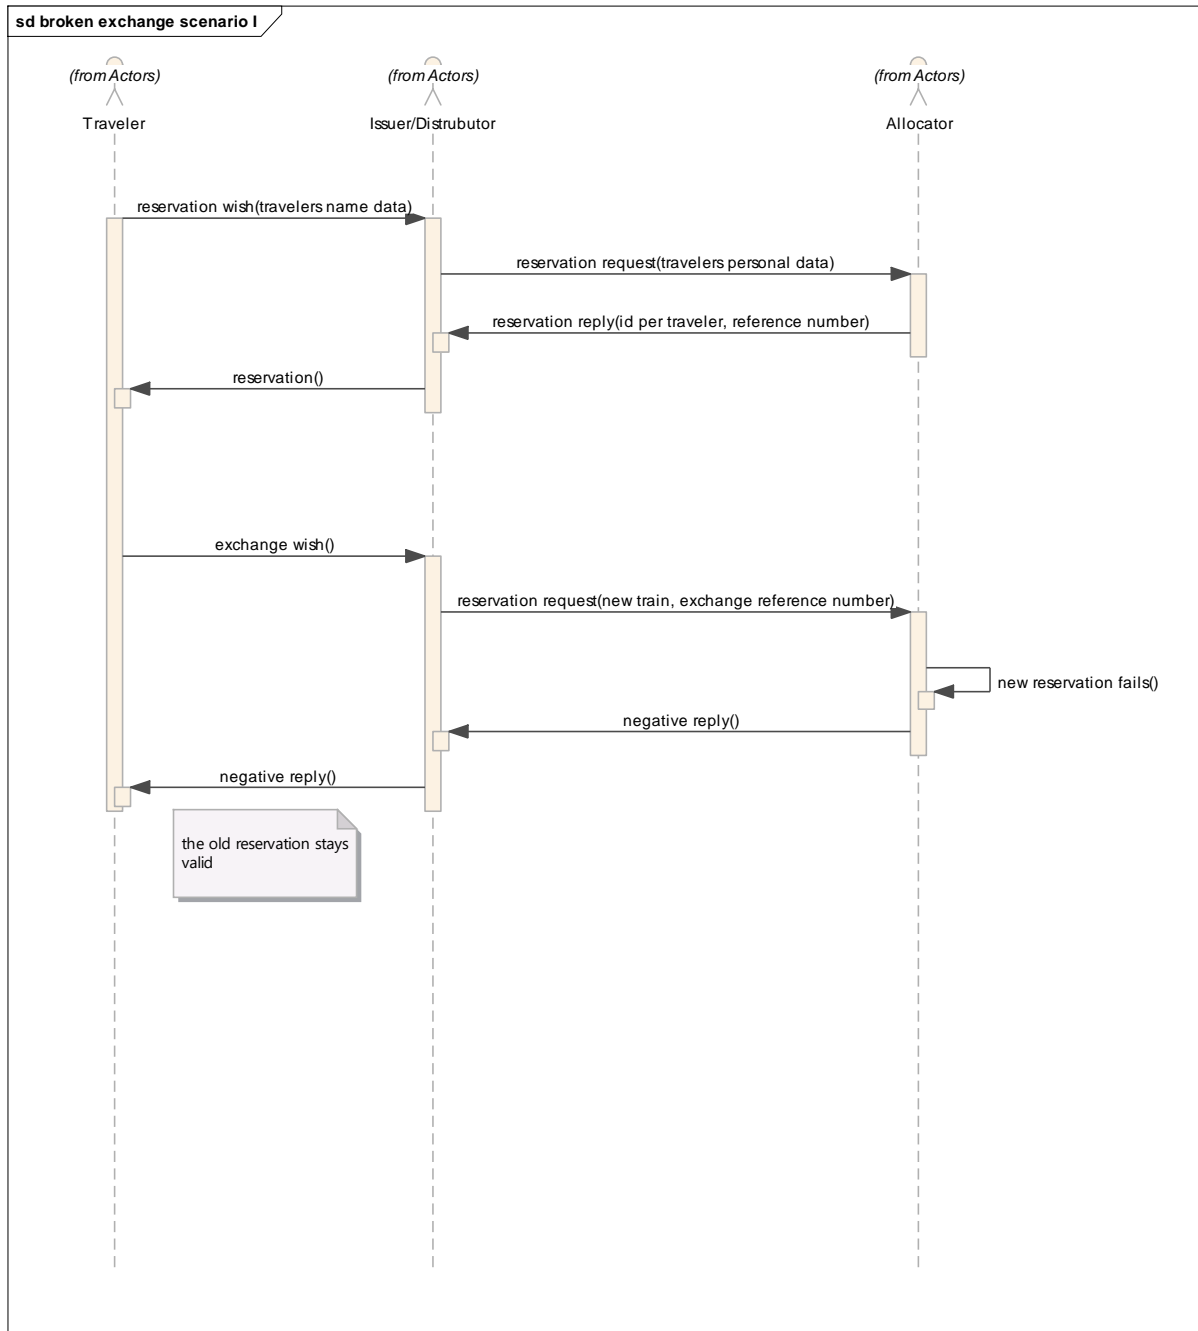 sd broken exchange scenario I
(from Actors) (from Actors) (from Actors)
Traveler Issuer/Distrubutor Allocator
reservation wish(travelers name data)
reservation request(travelers personal data)
reservation reply(id per traveler, reference number)
reservation()
exchange wish()
reservation request(new train, exchange reference number)
new reservation fails()
negative reply()
negative reply()
the old reservation stays
valid